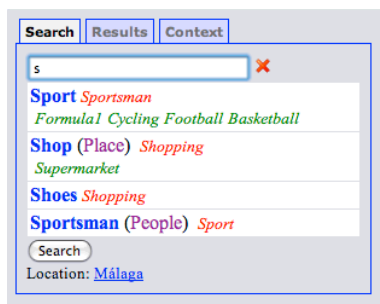 Search Results Context
s
Sport Sportsman
Formula1 Cycling Football Basketball
Shop (Place) Shopping
Supermarket
Shoes Shopping
Sportsman (People) Sport
Search
Location: Málaga